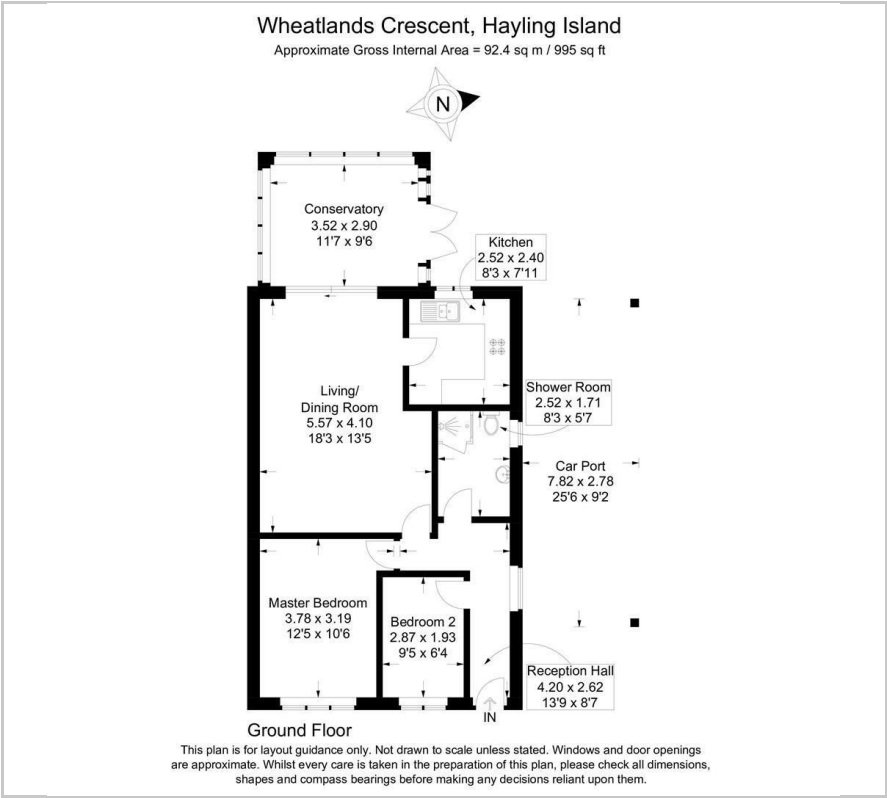 Wheatlands Crescent, Hayling Island
Approximate Gross Internal Area = 92.4 sq m / 995 sq ft
N
Conservatory
3.52 x 2.90
11'7 x 9'6
Kitchen
2.52 x 2.40
8'3 x 7'11
Living/
Dining Room
5.57 x 4.10
18'3 x 13'5
Shower Room
2.52 x 1.71
8'3 x 5'7
Car Port
7.82 x 2.78
25'6 x 9'2
Master Bedroom
3.78 x 3.19
12'5 x 10'6
Bedroom 2
2.87 x 1.93
9'5 x 6'4
Reception Hall
4.20 x 2.62
13'9 x 8'7
IN
Ground Floor
This plan is for layout guidance only. Not drawn to scale unless stated. Windows and door openings
are approximate. Whilst every care is taken in the preparation of this plan, please check all dimensions,
shapes and compass bearings before making any decisions reliant upon them.